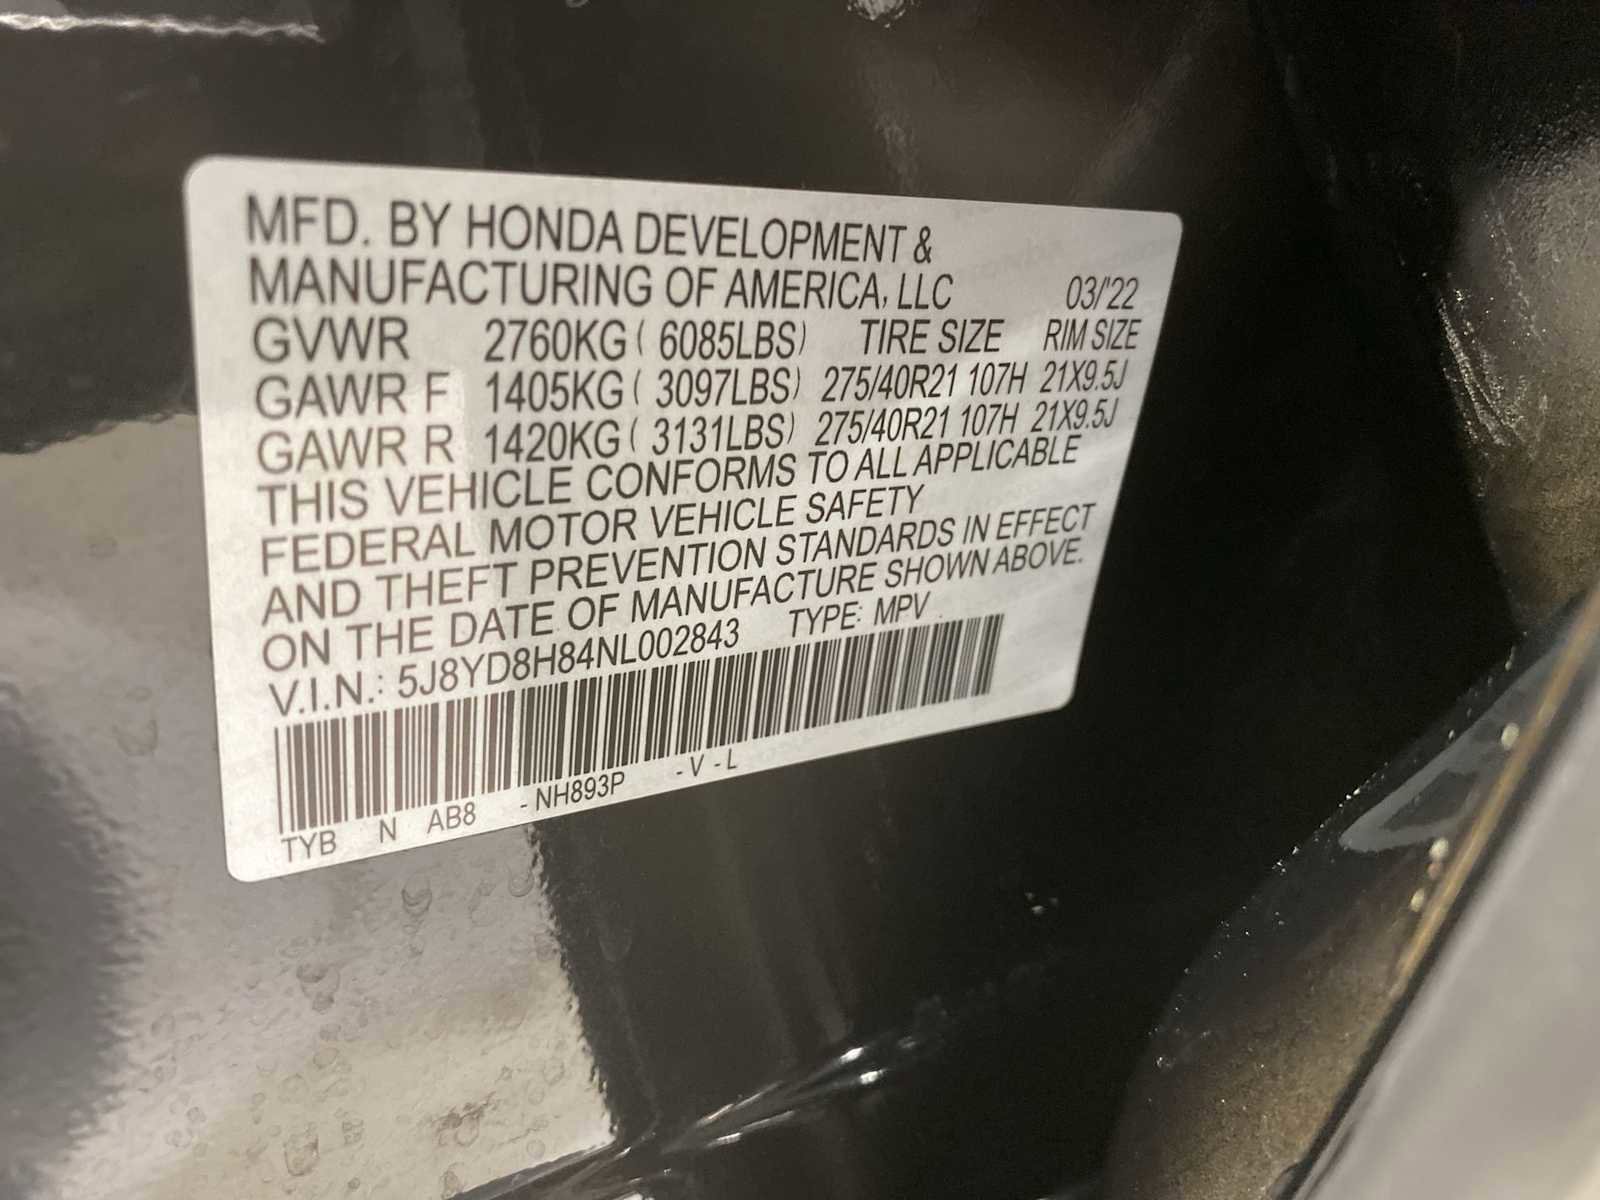 MFD. BY HONDA DEVELOPMENT &
MANUFACTURING OF AMERICA, LLC 03/'22
GVWR 2760KG ( 6085LBS) TIRE SIZE RIM SIZE
GAWR F 1405KG ( 3097LBS) 275/40R21 107H 21X9.5J
GAWR R 1420KG ( 3131LBS) 275/40R21 107H 21X9.5J
THIS VEHICLE CONFORMS TO ALL APPLICABLE
FEDERAL MOTOR VEHICLE SAFETY
AND THEFT PREVENTION STANDARDS IN EFFECT
ON THE DATE OF MANUFACTURE SHOWN ABOVE.
V.I.N.: 5J8YD8H84NL002843 TYPE: MPV
TYB N AB8 - NH893P - V - L